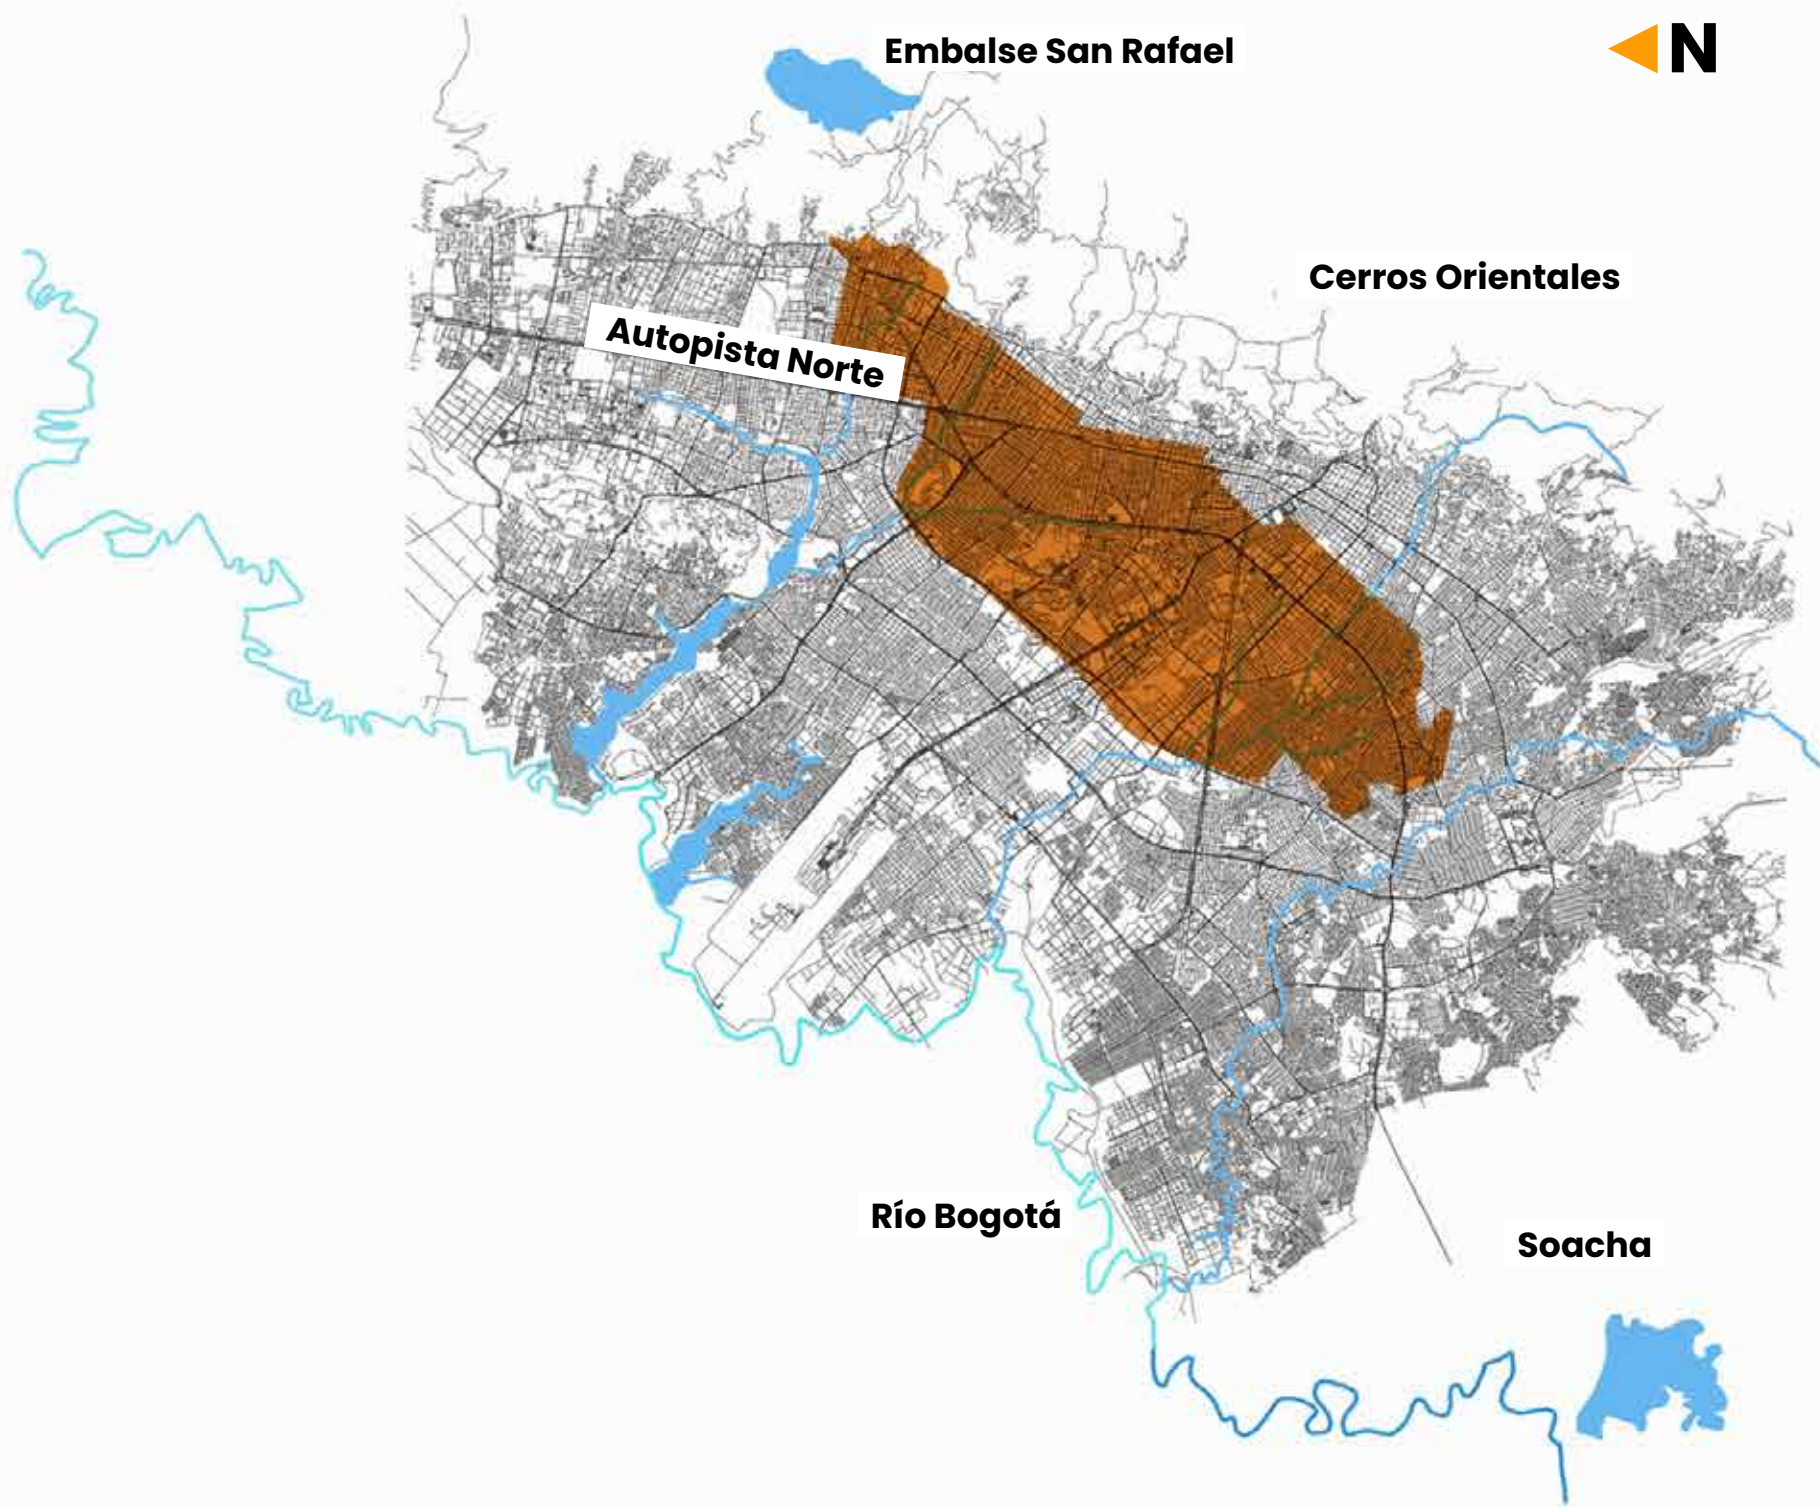 Embalse San Rafael
N
Cerros Orientales
Autopista Norte
Río Bogotá
Soacha